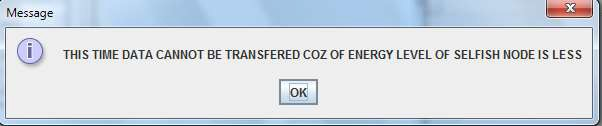 Message
THIS TIME DATA CANNOT BE TRANSFERED COZ OF ENERGY LEVEL OF SELFISH NODE IS LESS
OK